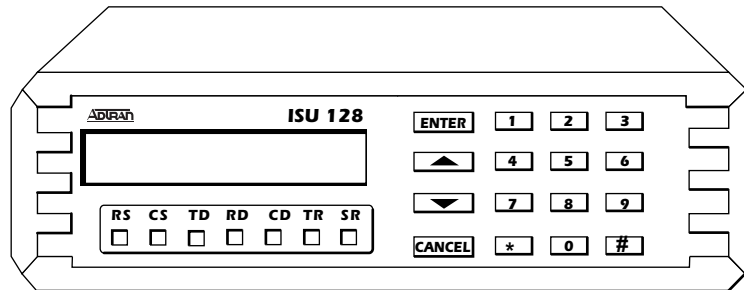 ADTRAN ISU 128
ENTER 1 2 3
4 5 6
RS CS TD RD CD TR SR
7 8 9
CANCEL * 0 #